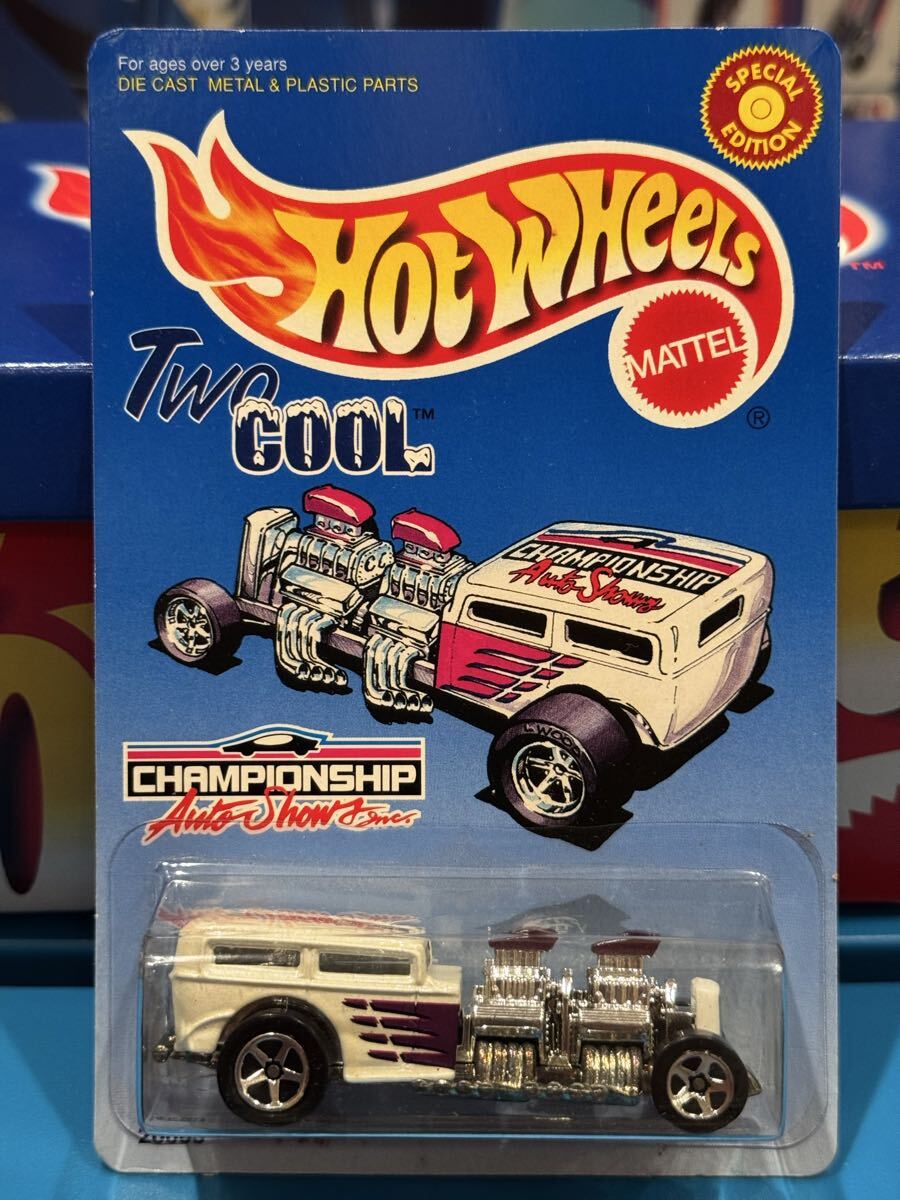 For ages over 3 years
DIE CAST METAL & PLASTIC PARTS
SPECIAL
EDITION
HOT WHEELS
MATTEL
®
TM
TWO
COOL™
CHAMPIONSHIP
Auto Shows
CHAMPIONSHIP
Auto Shows Inc.